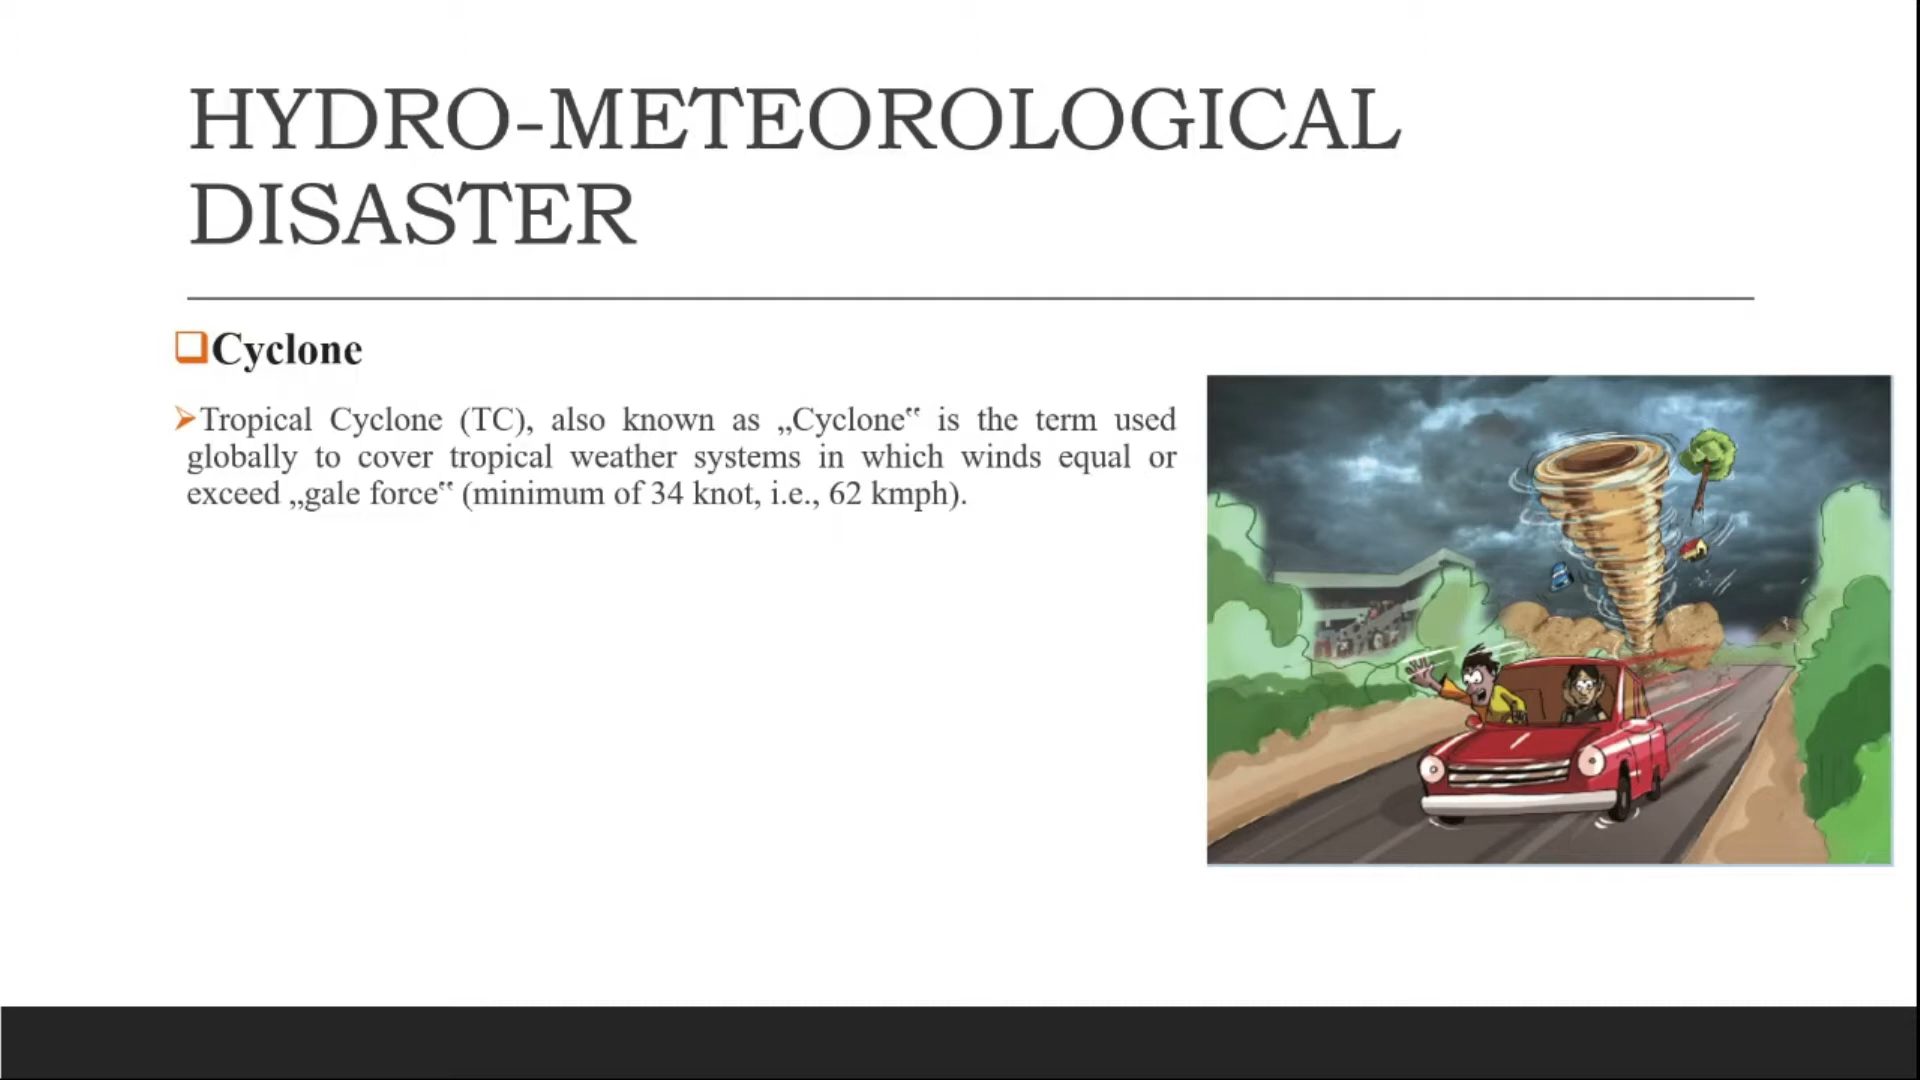 HYDRO-METEOROLOGICAL
DISASTER
Cyclone
Tropical Cyclone (TC), also known as „Cyclone‟ is the term used
globally to cover tropical weather systems in which winds equal or
exceed „gale force‟ (minimum of 34 knot, i.e., 62 kmph).